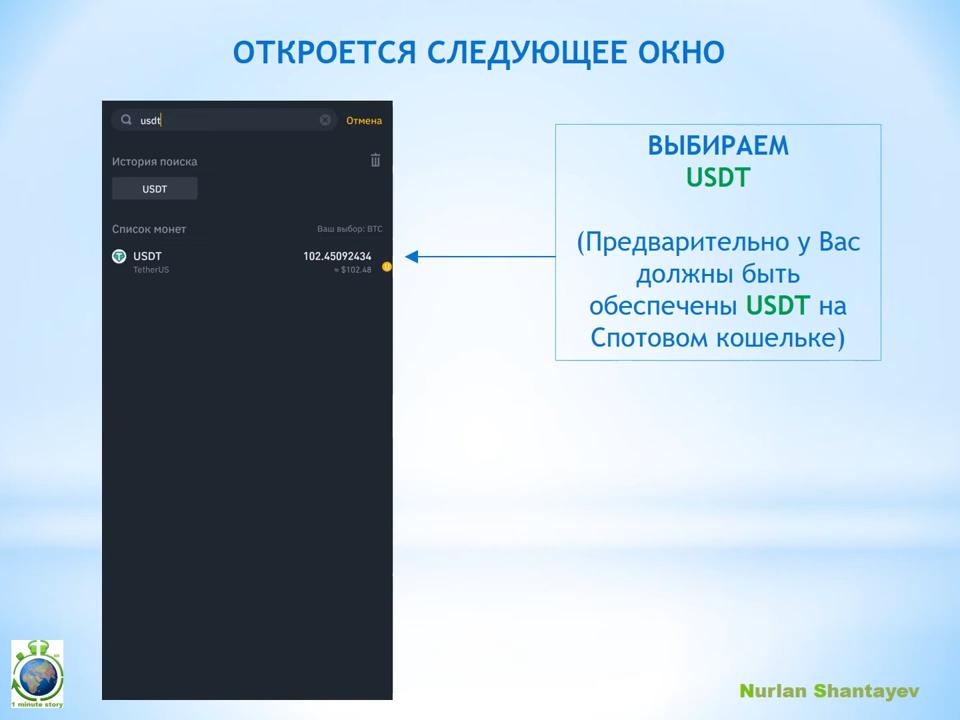 ОТКРОЕТСЯ СЛЕДУЮЩЕЕ ОКНО
usdt
Отмена
История поиска
USDT
Список монет
Ваш выбор: BTC
USDT
102.45092434
TetherUS
≈ $102.48
ВЫБИРАЕМ
USDT
(Предварительно у Вас
должны быть
обеспечены USDT на
Спотовом кошельке)
1 minute story
Nurlan Shantayev